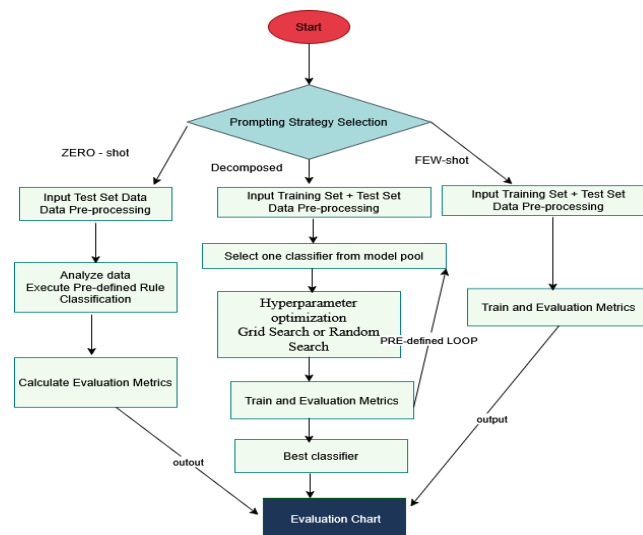 Start
Prompting Strategy Selection
ZERO - shot
Decomposed
FEW-shot
Input Test Set Data
Data Pre-processing
Input Training Set + Test Set
Data Pre-processing
Input Training Set + Test Set
Data Pre-processing
Analyze data
Execute Pre-defined Rule
Classification
Select one classifier from model pool
Hyperparameter
optimization
Grid Search or Random
Search
PRE-defined LOOP
Train and Evaluation Metrics
Calculate Evaluation Metrics
Train and Evaluation Metrics
Best classifier
outout
output
Evaluation Chart